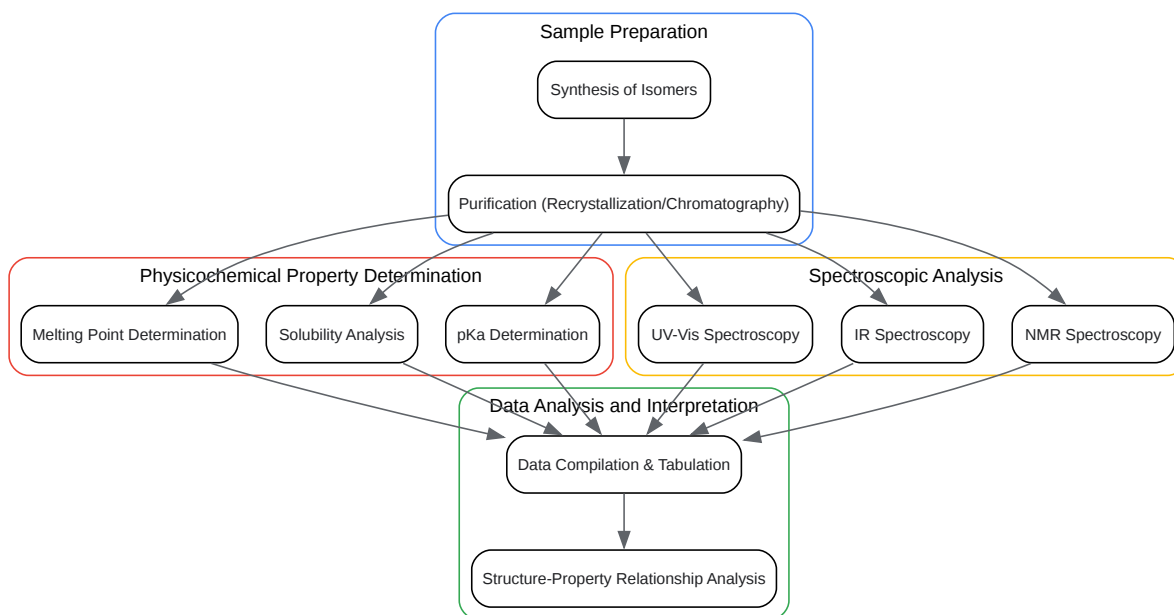 Sample Preparation
Synthesis of Isomers
Purification (Recrystallization/Chromatography)
Physicochemical Property Determination
Spectroscopic Analysis
Melting Point Determination
Solubility Analysis
pKa Determination
UV-Vis Spectroscopy
IR Spectroscopy
NMR Spectroscopy
Data Analysis and Interpretation
Data Compilation & Tabulation
Structure-Property Relationship Analysis